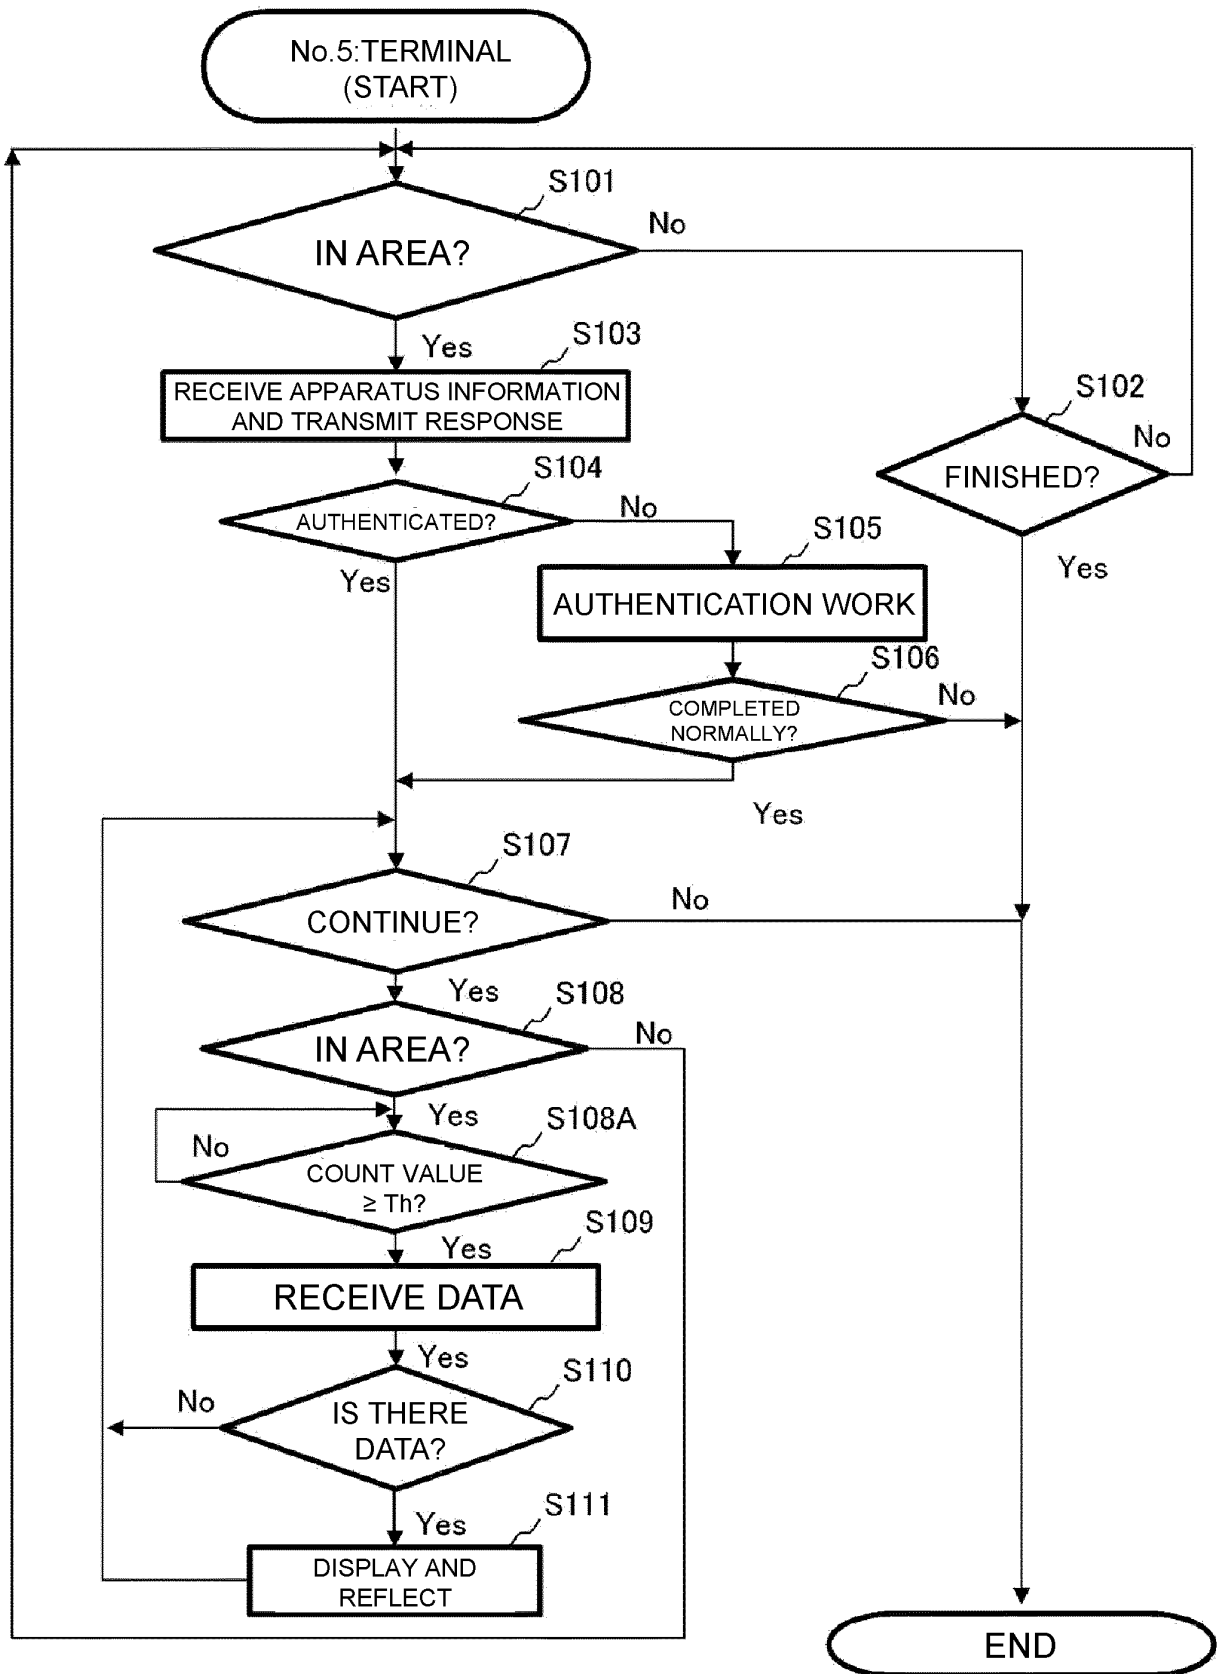 No.5:TERMINAL
(START)
S101
No
IN AREA?
Yes
S103
RECEIVE APPARATUS INFORMATION
AND TRANSMIT RESPONSE
S102
No
FINISHED?
Yes
S104
No
AUTHENTICATED?
Yes
S105
AUTHENTICATION WORK
S106
No
COMPLETED
NORMALLY?
Yes
S107
No
CONTINUE?
Yes
S108
No
IN AREA?
Yes
S108A
No
COUNT VALUE
≥ Th?
Yes
S109
RECEIVE DATA
Yes
S110
No
IS THERE
DATA?
Yes
S111
DISPLAY AND
REFLECT
END